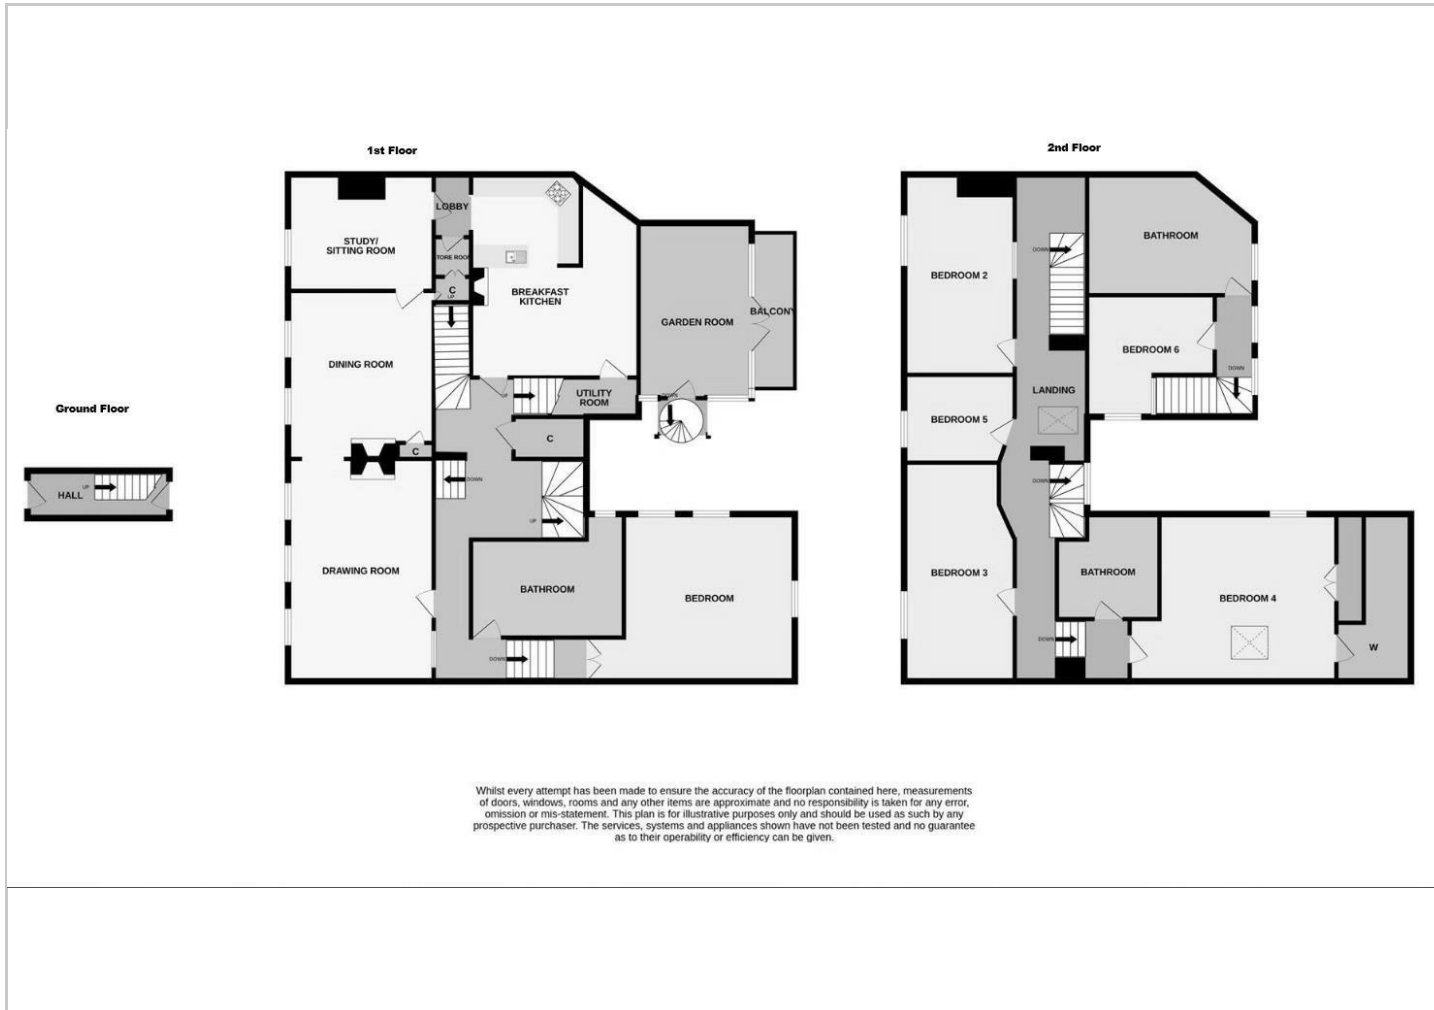 1st Floor
2nd Floor
LOBBY
STUDY/
SITTING ROOM
TORE ROOM
C
UP
BREAKFAST
KITCHEN
GARDEN ROOM
BALCONY
DINING ROOM
UP
UTILITY
ROOM
DOWN
C
C
DOWN
UP
DRAWING ROOM
BATHROOM
BEDROOM
DOWN
Ground Floor
HALL
UP
BATHROOM
DOWN
BEDROOM 2
BEDROOM 6
DOWN
LANDING
BEDROOM 5
DOWN
BEDROOM 3
BATHROOM
BEDROOM 4
DOWN
W
Whilst every attempt has been made to ensure the accuracy of the floorplan contained here, measurements
of doors, windows, rooms and any other items are approximate and no responsibility is taken for any error,
omission or mis-statement. This plan is for illustrative purposes only and should be used as such by any
prospective purchaser. The services, systems and appliances shown have not been tested and no guarantee
as to their operability or efficiency can be given.